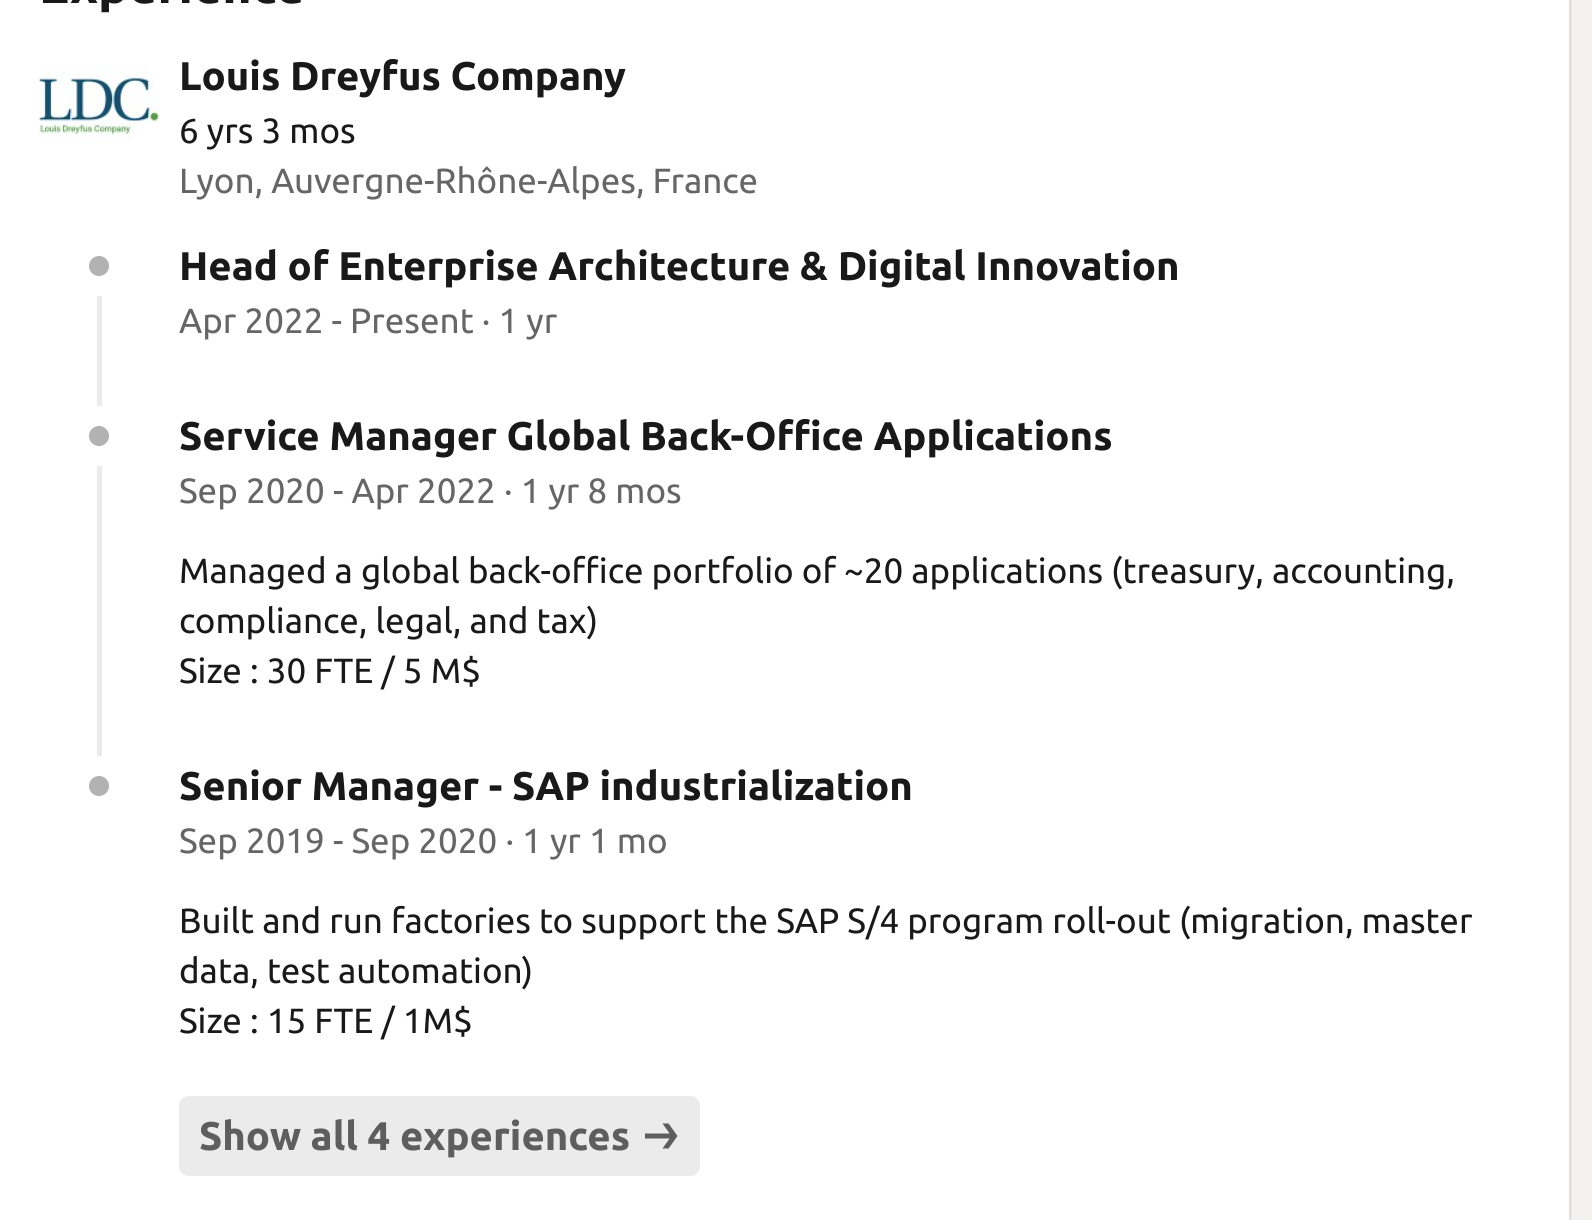 Experience
LDC.
Louis Dreyfus Company
Louis Dreyfus Company
6 yrs 3 mos
Lyon, Auvergne-Rhône-Alpes, France
Head of Enterprise Architecture & Digital Innovation
Apr 2022 - Present · 1 yr
Service Manager Global Back-Office Applications
Sep 2020 - Apr 2022 · 1 yr 8 mos
Managed a global back-office portfolio of ~20 applications (treasury, accounting,
compliance, legal, and tax)
Size : 30 FTE / 5 M$
Senior Manager - SAP industrialization
Sep 2019 - Sep 2020 · 1 yr 1 mo
Built and run factories to support the SAP S/4 program roll-out (migration, master
data, test automation)
Size : 15 FTE / 1M$
Show all 4 experiences →